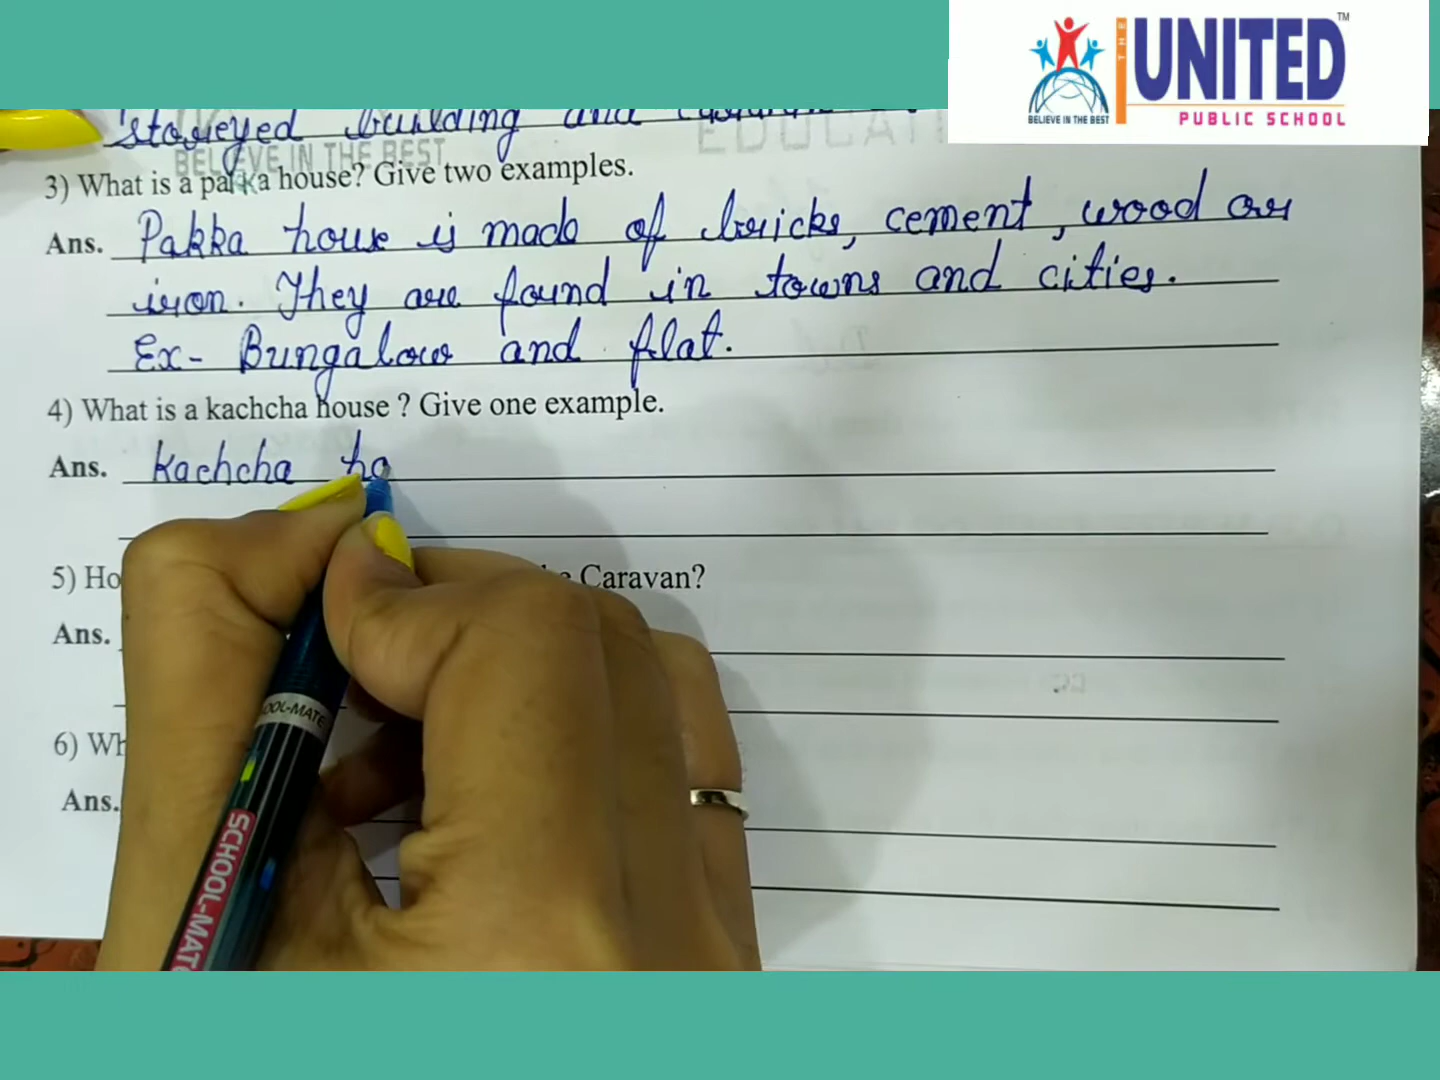 THE UNITED TM
BELIEVE IN THE BEST
PUBLIC SCHOOL
storeyed building and
BELIEVE IN THE BEST
3) What is a pakka house? Give two examples.
Ans. Pakka house is made of bricks, cement, wood or
iron. They are found in towns and cities.
Ex- Bungalow and flat.
4) What is a kachcha house ? Give one example.
Ans. Kachcha ho
5) Ho Caravan?
Ans.
6) Wh
Ans.
SCHOOL-MATE